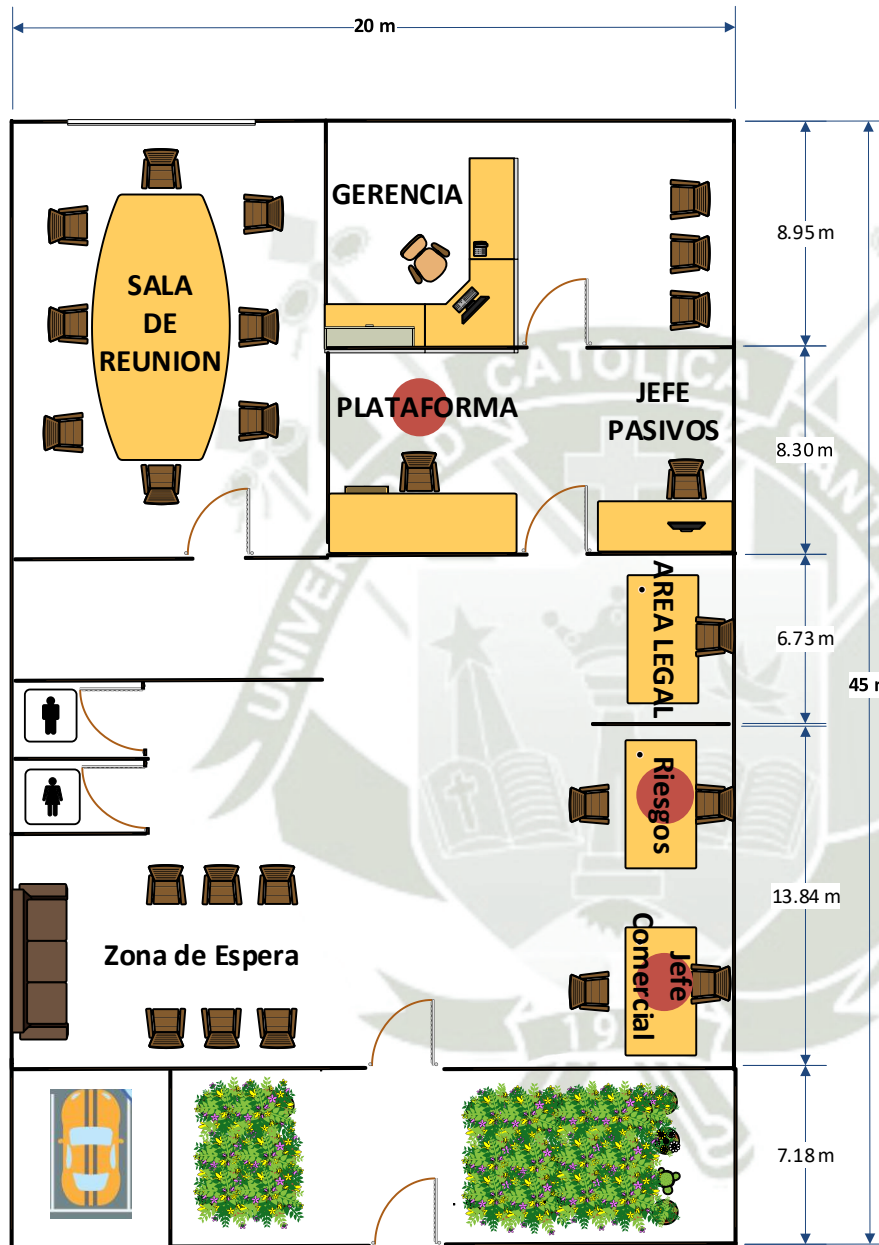 20 m
GERENCIA
8.95 m
SALA
DE
REUNION
PLATAFORMA
JEFE
PASIVOS
8.30 m
AREA LEGAL
6.73 m
45 m
Riesgos
13.84 m
Zona de Espera
Jefe
Comercial
7.18 m
CATOLICA